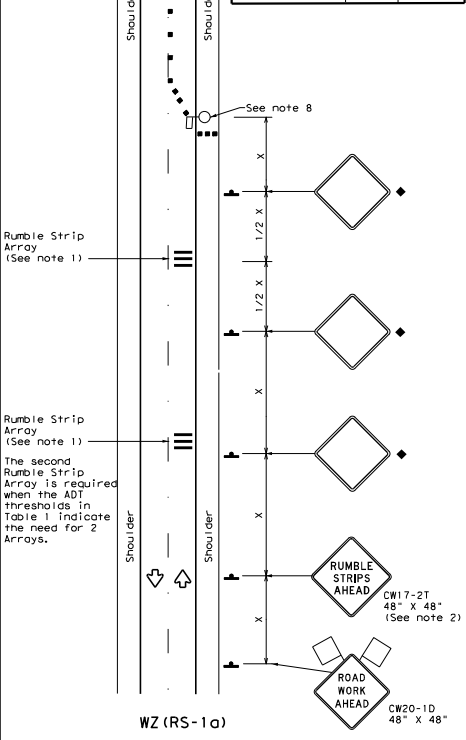 Shoulder
Shoulder
See note 8
X
1/2 X
Rumble Strip
Array
(See note 1)
1/2 X
X
Rumble Strip
Array
(See note 1)
The second
Rumble Strip
Array is required
when the ADT
thresholds in
Table 1 indicate
the need for 2
Arrays.
X
Shoulder
Shoulder
RUMBLE
STRIPS
AHEAD
CW17-2T
48" X 48"
(See note 2)
X
ROAD
WORK
AHEAD
CW20-1D
48" X 48"
WZ(RS-1a)